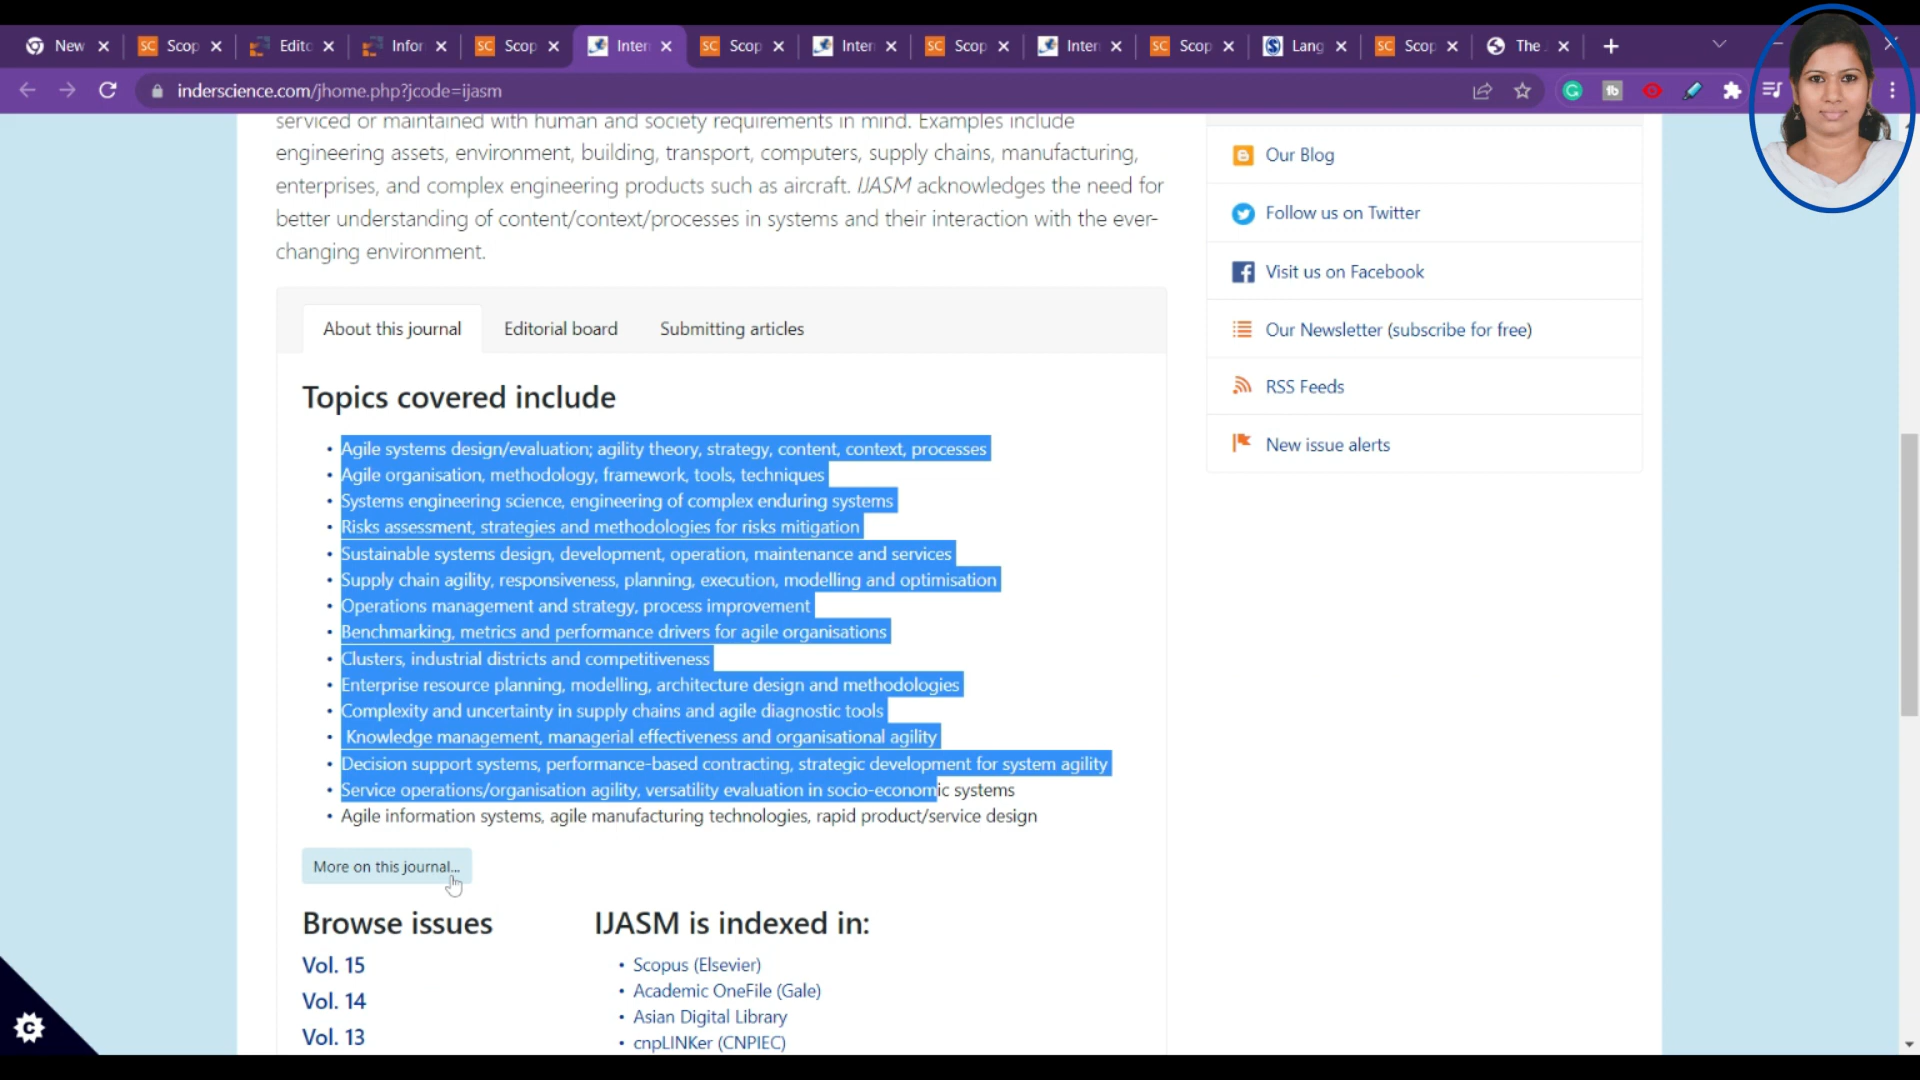 New
Scop
Edito
Infor
Scop
Inter
Scop
Inter
Scop
Inter
Scop
Lang
Scop
The
inderscience.com/jhome.php?jcode=ijasm
serviced or maintained with human and society requirements in mind. Examples include
engineering assets, environment, building, transport, computers, supply chains, manufacturing,
enterprises, and complex engineering products such as aircraft. IJASM acknowledges the need for
better understanding of content/context/processes in systems and their interaction with the ever-
changing environment.
About this journal Editorial board Submitting articles
Topics covered include
• Agile systems design/evaluation; agility theory, strategy, content, context, processes
• Agile organisation, methodology, framework, tools, techniques
• Systems engineering science, engineering of complex enduring systems
• Risks assessment, strategies and methodologies for risks mitigation
• Sustainable systems design, development, operation, maintenance and services
• Supply chain agility, responsiveness, planning, execution, modelling and optimisation
• Operations management and strategy, process improvement
• Benchmarking, metrics and performance drivers for agile organisations
• Clusters, industrial districts and competitiveness
• Enterprise resource planning, modelling, architecture design and methodologies
• Complexity and uncertainty in supply chains and agile diagnostic tools
• Knowledge management, managerial effectiveness and organisational agility
• Decision support systems, performance-based contracting, strategic development for system agility
• Service operations/organisation agility, versatility evaluation in socio-economic systems
• Agile information systems, agile manufacturing technologies, rapid product/service design
More on this journal...
Browse issues
Vol. 15
Vol. 14
Vol. 13
IJASM is indexed in:
• Scopus (Elsevier)
• Academic OneFile (Gale)
• Asian Digital Library
• cnpLINKer (CNPIEC)
Our Blog
Follow us on Twitter
Visit us on Facebook
Our Newsletter (subscribe for free)
RSS Feeds
New issue alerts